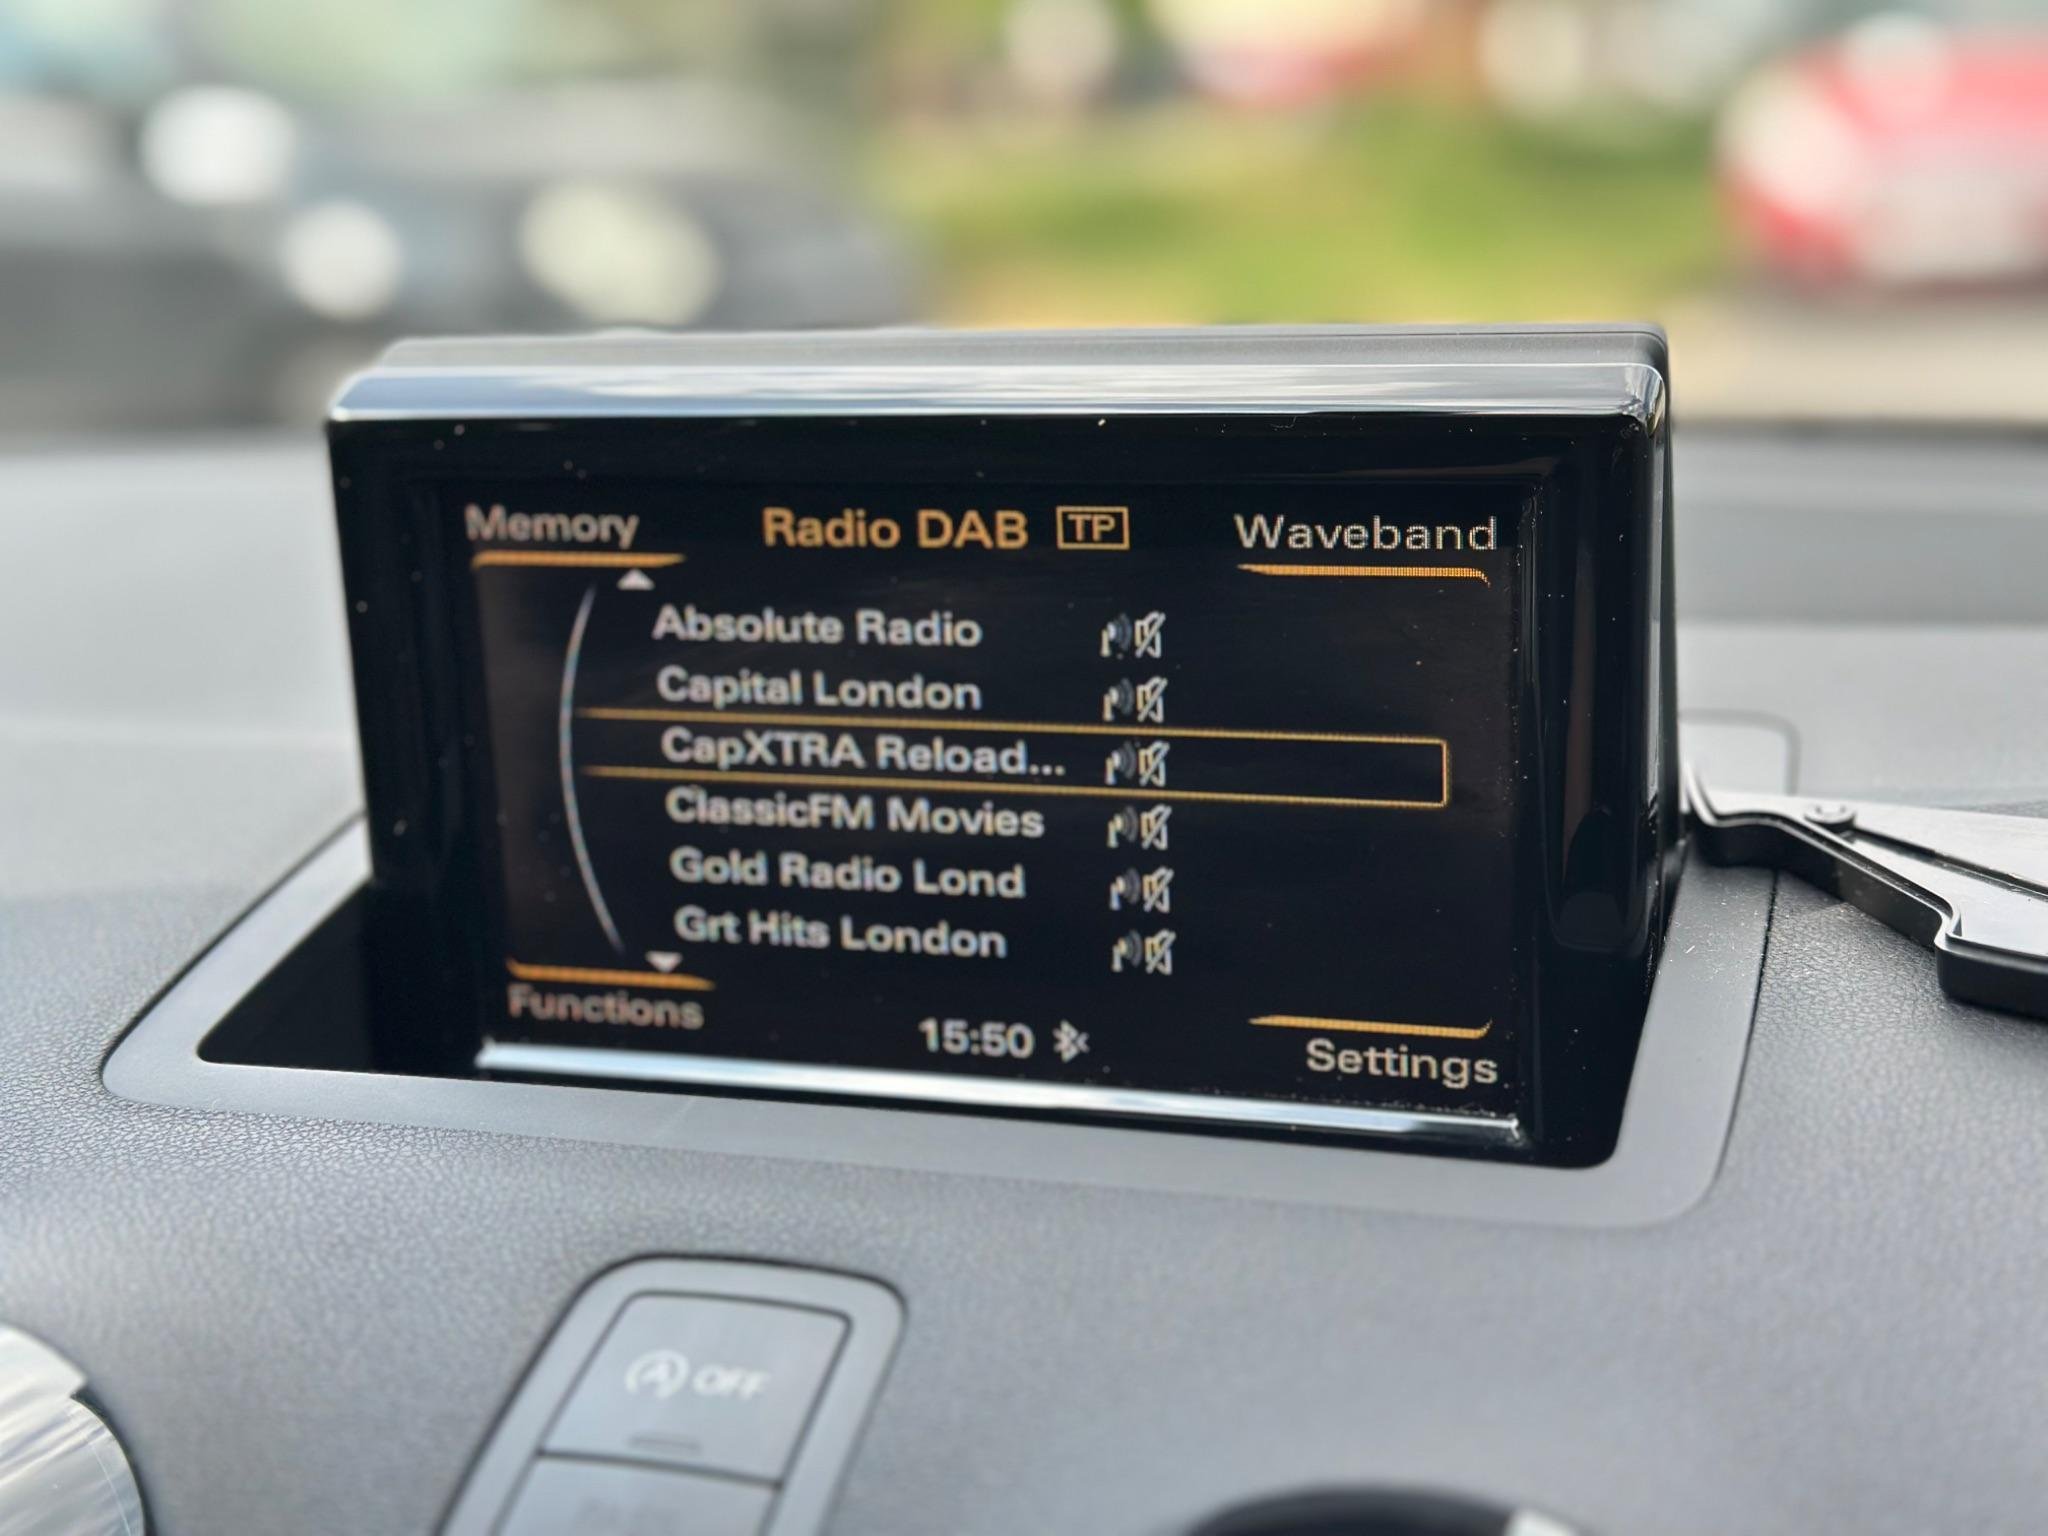 Memory Radio DAB TP Waveband
Absolute Radio
Capital London
CapXTRA Reload...
ClassicFM Movies
Gold Radio Lond
Grt Hits London
Functions 15:50 Settings
A OFF